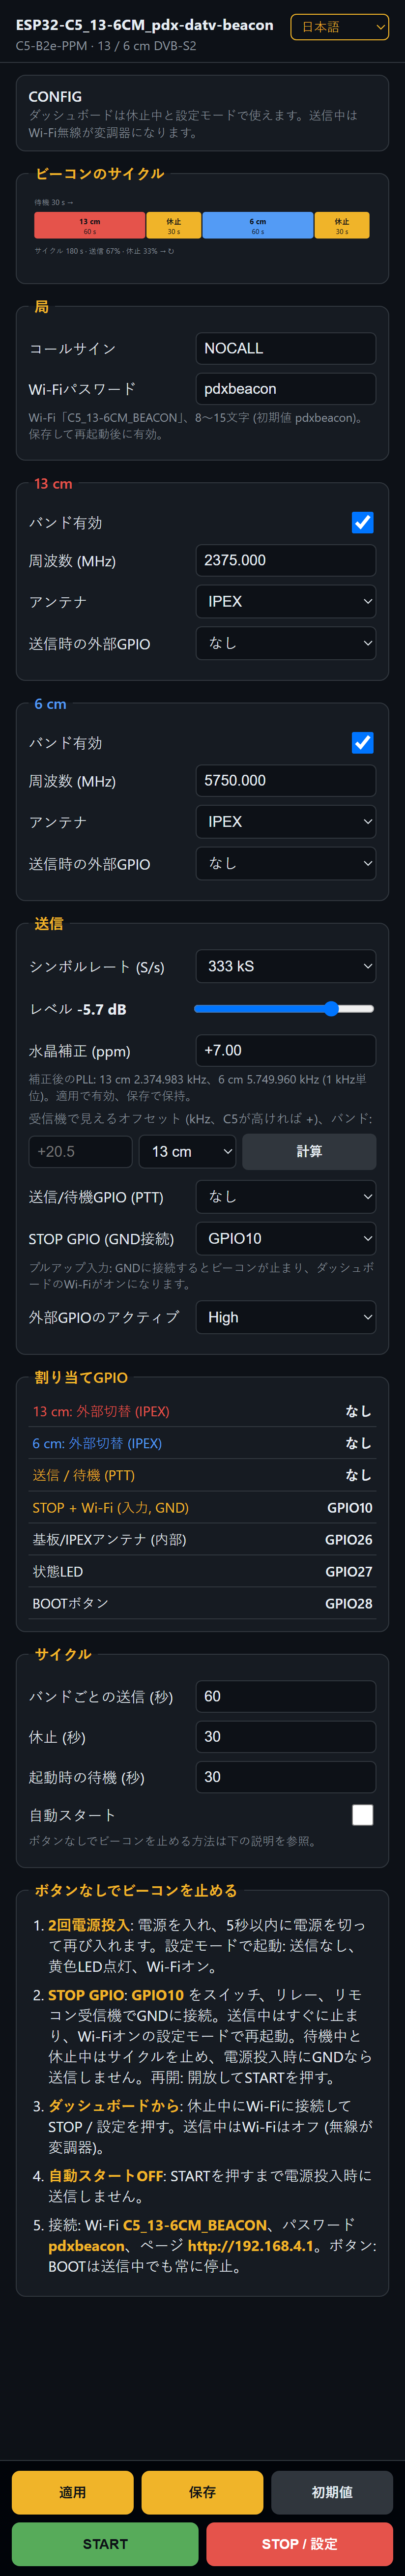 ESP32-C5_13-6CM_pdx-datv-beacon
日本語
C5-B2e-PPM · 13 / 6 cm DVB-S2
CONFIG
ダッシュボードは休止中と設定モードで使えます。送信中は
Wi-Fi無線が変調器になります。
ビーコンのサイクル
待機 30 s →
13 cm
60 s
休止
30 s
6 cm
60 s
休止
30 s
サイクル 180 s · 送信 67% · 休止 33% →
局
コールサイン
NOCALL
Wi-Fiパスワード
pdxbeacon
Wi-Fi「C5_13-6CM_BEACON」、8〜15文字 (初期値 pdxbeacon)。
保存して再起動後に有効。
13 cm
バンド有効
周波数 (MHz)
2375.000
アンテナ
IPEX
送信時の外部GPIO
なし
6 cm
バンド有効
周波数 (MHz)
5750.000
アンテナ
IPEX
送信時の外部GPIO
なし
送信
シンボルレート (S/s)
333 kS
レベル -5.7 dB
水晶補正 (ppm)
+7.00
補正後のPLL: 13 cm 2.374.983 kHz、6 cm 5.749.960 kHz (1 kHz単
位)。適用で有効、保存で保持。
受信機で見えるオフセット (kHz、C5が高ければ +)、バンド:
+20.5
13 cm
計算
送信/待機GPIO (PTT)
なし
STOP GPIO (GND接続)
GPIO10
プルアップ入力: GNDに接続するとビーコンが止まり、ダッシュボ
ードのWi-Fiがオンになります。
外部GPIOのアクティブ
High
割り当てGPIO
13 cm: 外部切替 (IPEX)
なし
6 cm: 外部切替 (IPEX)
なし
送信 / 待機 (PTT)
なし
STOP + Wi-Fi (入力, GND)
GPIO10
基板/IPEXアンテナ (内部)
GPIO26
状態LED
GPIO27
BOOTボタン
GPIO28
サイクル
バンドごとの送信 (秒)
60
休止 (秒)
30
起動時の待機 (秒)
30
自動スタート
ボタンなしでビーコンを止める方法は下の説明を参照。
ボタンなしでビーコンを止める
1. 2回電源投入: 電源を入れ、5秒以内に電源を切っ
て再び入れます。設定モードで起動: 送信なし、
黄色LED点灯、Wi-Fiオン。
2. STOP GPIO: GPIO10 をスイッチ、リレー、リモ
コン受信機でGNDに接続。送信中はすぐに止ま
り、Wi-Fiオンの設定モードで再起動。待機中と
休止中はサイクルを止め、電源投入時にGNDなら
送信しません。再開: 開放してSTARTを押す。
3. ダッシュボードから: 休止中にWi-Fiに接続して
STOP / 設定を押す。送信中はWi-Fiはオフ (無線が
変調器)。
4. 自動スタートOFF: STARTを押すまで電源投入時に
送信しません。
5. 接続: Wi-Fi C5_13-6CM_BEACON、パスワード
pdxbeacon、ページ http://192.168.4.1。ボタン:
BOOTは送信中でも常に停止。
適用
保存
初期値
START
STOP / 設定